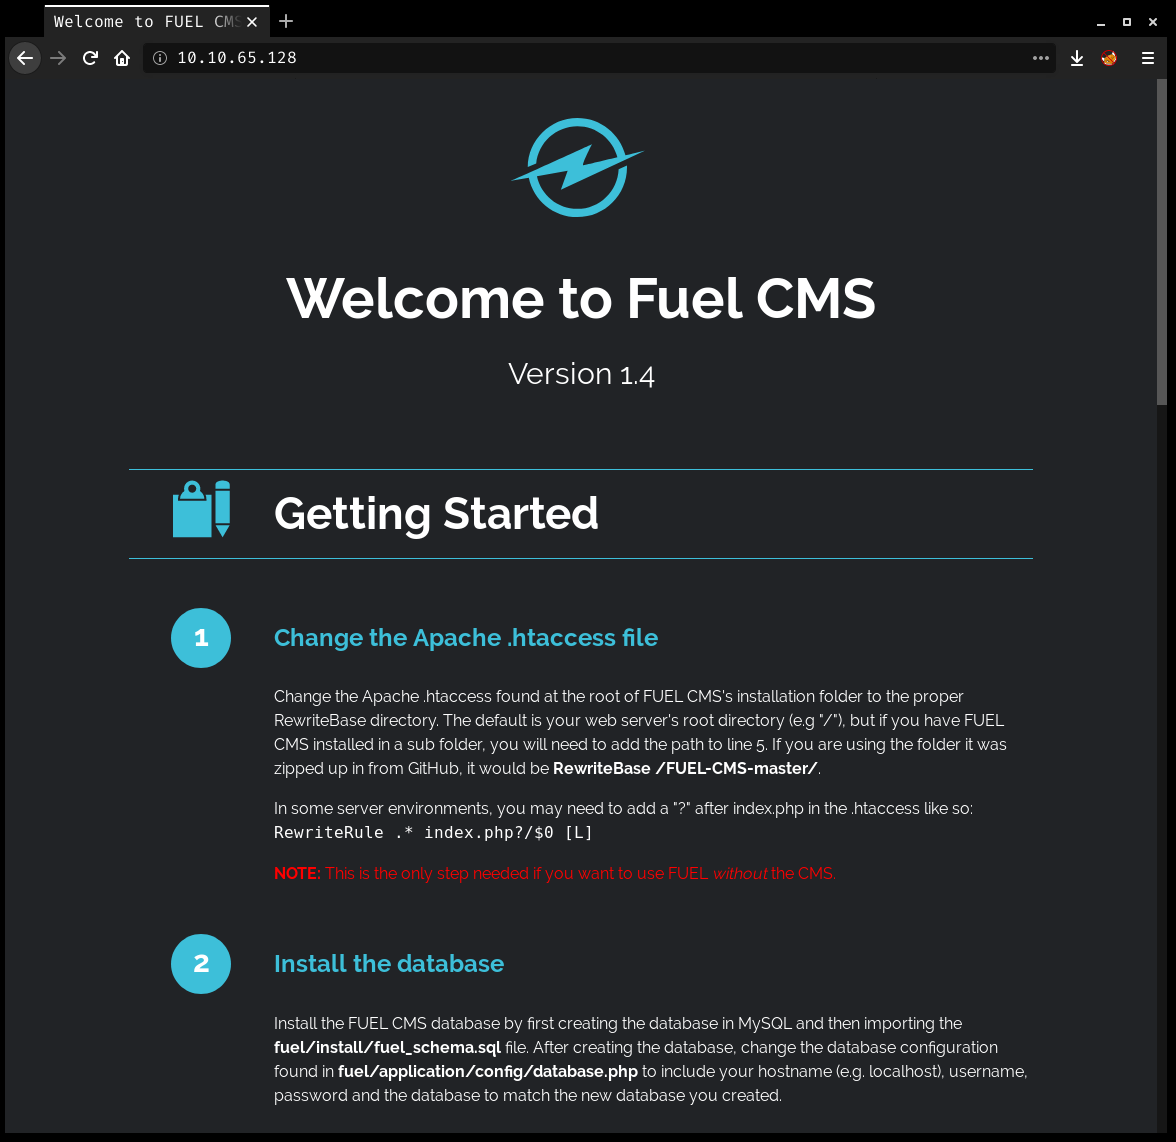 Welcome to FUEL CMS
10.10.65.128
Welcome to Fuel CMS
Version 1.4
Getting Started
1
Change the Apache .htaccess file
Change the Apache .htaccess found at the root of FUEL CMS's installation folder to the proper
RewriteBase directory. The default is your web server's root directory (e.g "/"), but if you have FUEL
CMS installed in a sub folder, you will need to add the path to line 5. If you are using the folder it was
zipped up in from GitHub, it would be RewriteBase /FUEL-CMS-master/.
In some server environments, you may need to add a "?" after index.php in the .htaccess like so:
RewriteRule .* index.php?/$0 [L]
NOTE: This is the only step needed if you want to use FUEL without the CMS.
2
Install the database
Install the FUEL CMS database by first creating the database in MySQL and then importing the
fuel/install/fuel_schema.sql file. After creating the database, change the database configuration
found in fuel/application/config/database.php to include your hostname (e.g. localhost), username,
password and the database to match the new database you created.